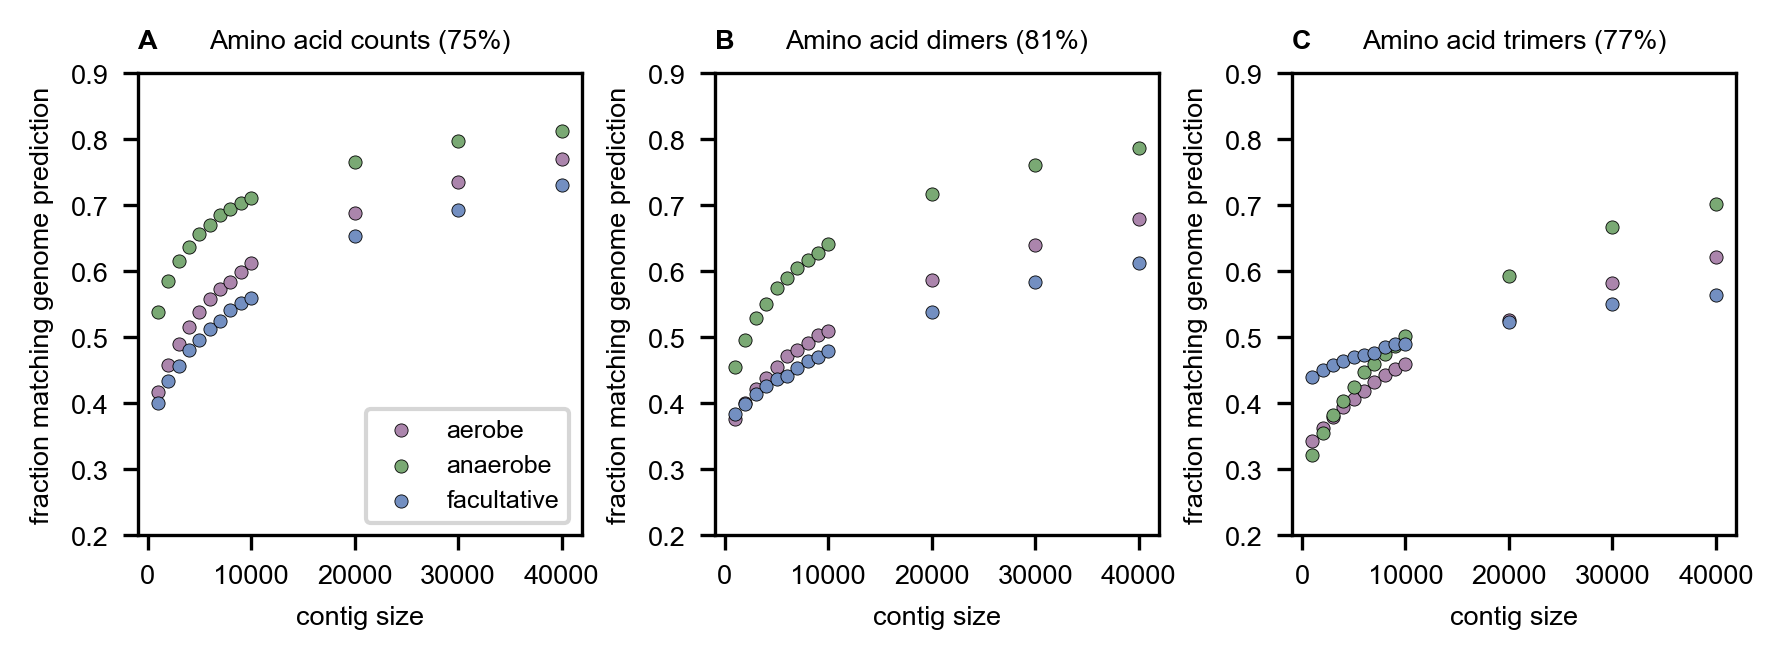 A Amino acid counts (75%)
fraction matching genome prediction
0.9
0.8
0.7
0.6
0.5
0.4
0.3
0.2
0 10000 20000 30000 40000
contig size
aerobe
anaerobe
facultative
B Amino acid dimers (81%)
fraction matching genome prediction
0.9
0.8
0.7
0.6
0.5
0.4
0.3
0.2
0 10000 20000 30000 40000
contig size
C Amino acid trimers (77%)
fraction matching genome prediction
0.9
0.8
0.7
0.6
0.5
0.4
0.3
0.2
0 10000 20000 30000 40000
contig size